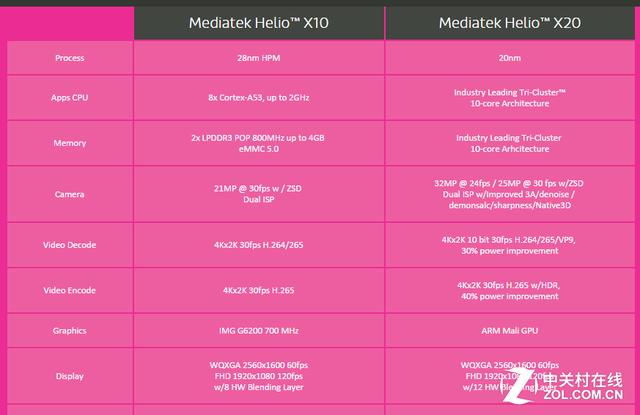 Mediatek Helio™ X10
Mediatek Helio™ X20
Process
28nm HPM
20nm
Apps CPU
8x Cortex-A53, up to 2GHz
Industry Leading Tri-Cluster™
10-core Architecture
Memory
2x LPDDR3 POP 800MHz up to 4GB
eMMC 5.0
Industry Leading Tri-Cluster
10-core Arhcitecture
Camera
21MP @ 30fps w / ZSD
Dual ISP
32MP @ 24fps / 25MP @ 30 fps w/ZSD
Dual ISP w/Improved 3A/denoise /
demonsalc/sharpness/Native3D
Video Decode
4Kx2K 30fps H.264/265
4Kx2K 10 bit 30fps H.264/265/VP9,
30% power improvement
Video Encode
4Kx2K 30fps H.265
4Kx2K 30fps H.265 w/HDR,
40% power improvement
Graphics
IMG G6200 700 MHz
ARM Mali GPU
Display
WQXGA 2560x1600 60fps
FHD 1920x1080 120fps
w/8 HW Blending Layer
WQXGA 2560x1600 60fps
FHD 1920x1080 120fps
w/12 HW Blending Layer
Z
中关村在线
ZOL.COM.CN